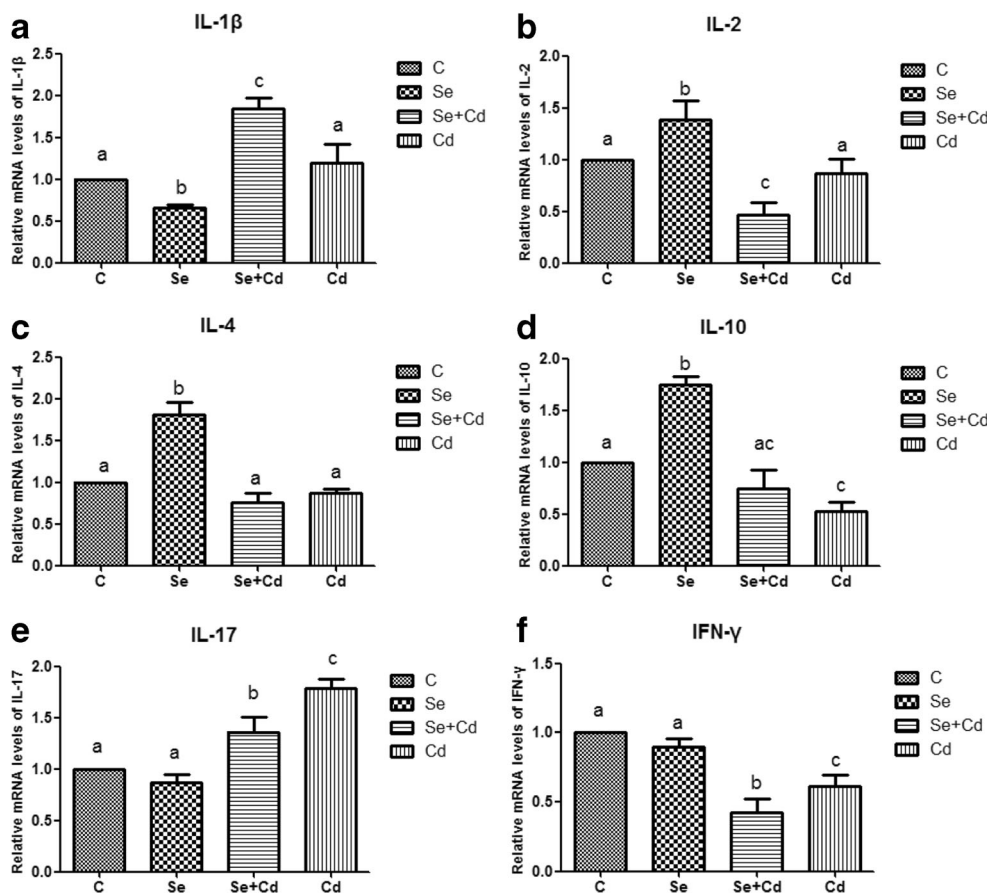 a
IL-1β
Relative mRNA levels of IL-1β
2.5
2.0
1.5
1.0
0.5
0.0
a
b
c
a
C
Se
Se+Cd
Cd
C
Se
Se+Cd
Cd
b
IL-2
Relative mRNA levels of IL-2
2.0
1.5
1.0
0.5
0.0
a
b
c
a
C
Se
Se+Cd
Cd
C
Se
Se+Cd
Cd
c
IL-4
Relative mRNA levels of IL-4
2.5
2.0
1.5
1.0
0.5
0.0
a
b
a
a
C
Se
Se+Cd
Cd
C
Se
Se+Cd
Cd
d
IL-10
Relative mRNA levels of IL-10
2.0
1.5
1.0
0.5
0.0
a
b
ac
c
C
Se
Se+Cd
Cd
C
Se
Se+Cd
Cd
e
IL-17
Relative mRNA levels of IL-17
2.0
1.5
1.0
0.5
0.0
a
a
b
c
C
Se
Se+Cd
Cd
C
Se
Se+Cd
Cd
f
IFN-γ
Relative mRNA levels of IFN-γ
1.5
1.0
0.5
0.0
a
a
b
c
C
Se
Se+Cd
Cd
C
Se
Se+Cd
Cd